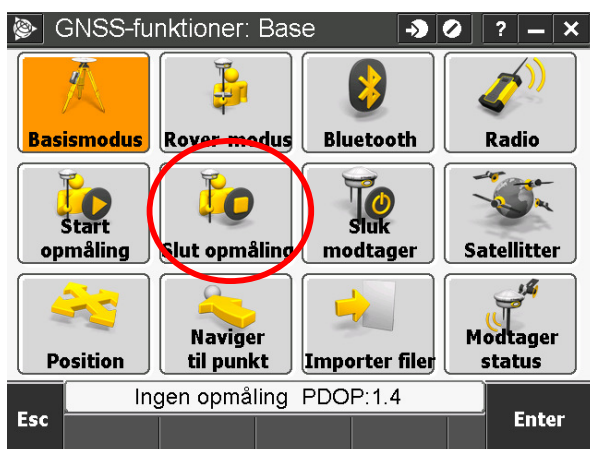 GNSS-funktioner: Base
?
Basismodus
Rover-modus
Bluetooth
Radio
Start
opmåling
Slut opmåling
Sluk
modtager
Satellitter
Position
Naviger
til punkt
Importer filer
Modtager
status
Esc
Ingen opmåling PDOP:1.4
Enter